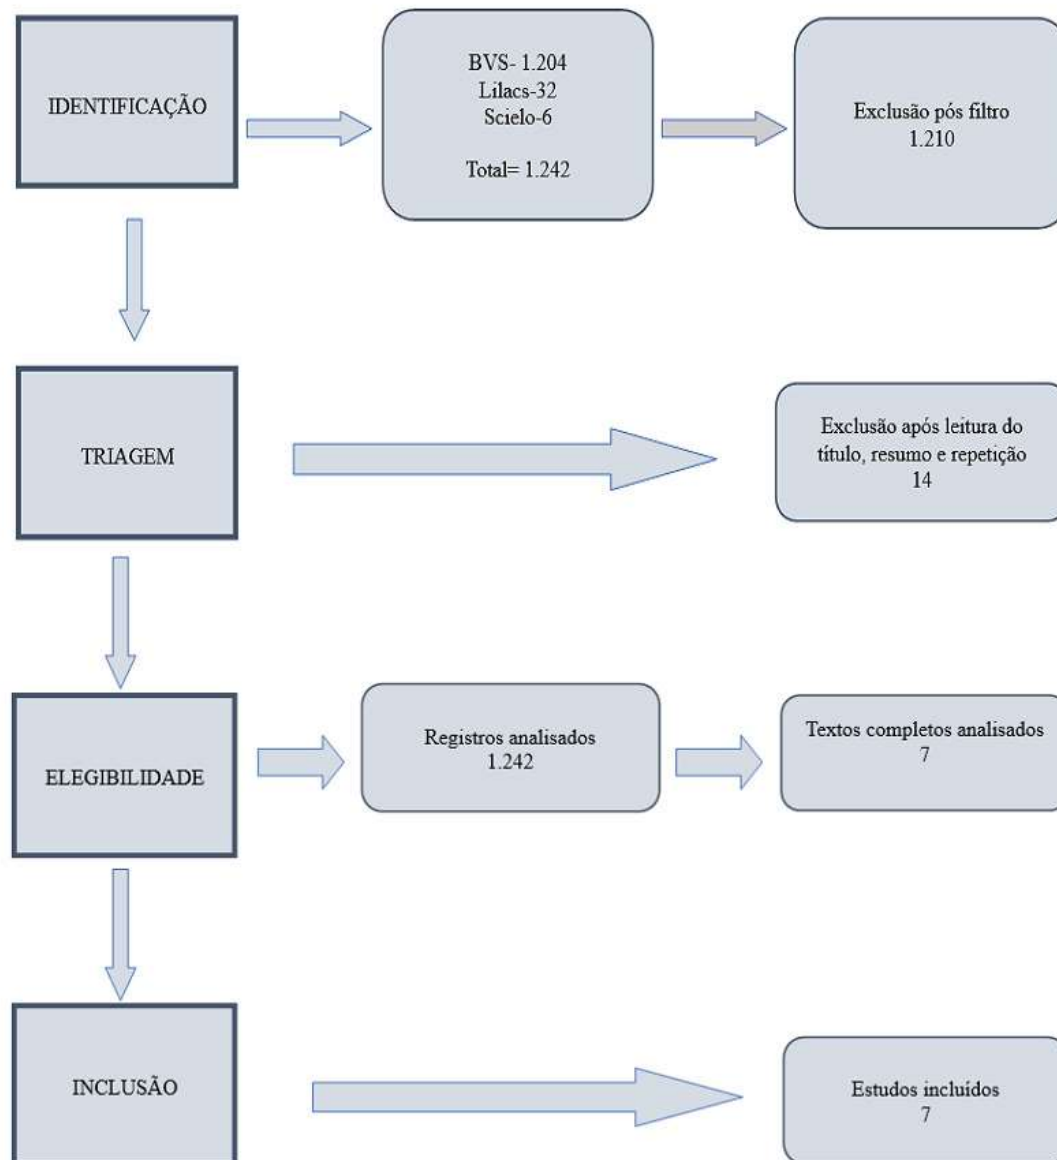 IDENTIFICAÇÃO
BVS- 1.204
Lilacs-32
Scielo-6
Total= 1.242
Exclusão pós filtro
1.210
TRIAGEM
Exclusão após leitura do
título, resumo e repetição
14
ELEGIBILIDADE
Registros analisados
1.242
Textos completos analisados
7
INCLUSÃO
Estudos incluídos
7